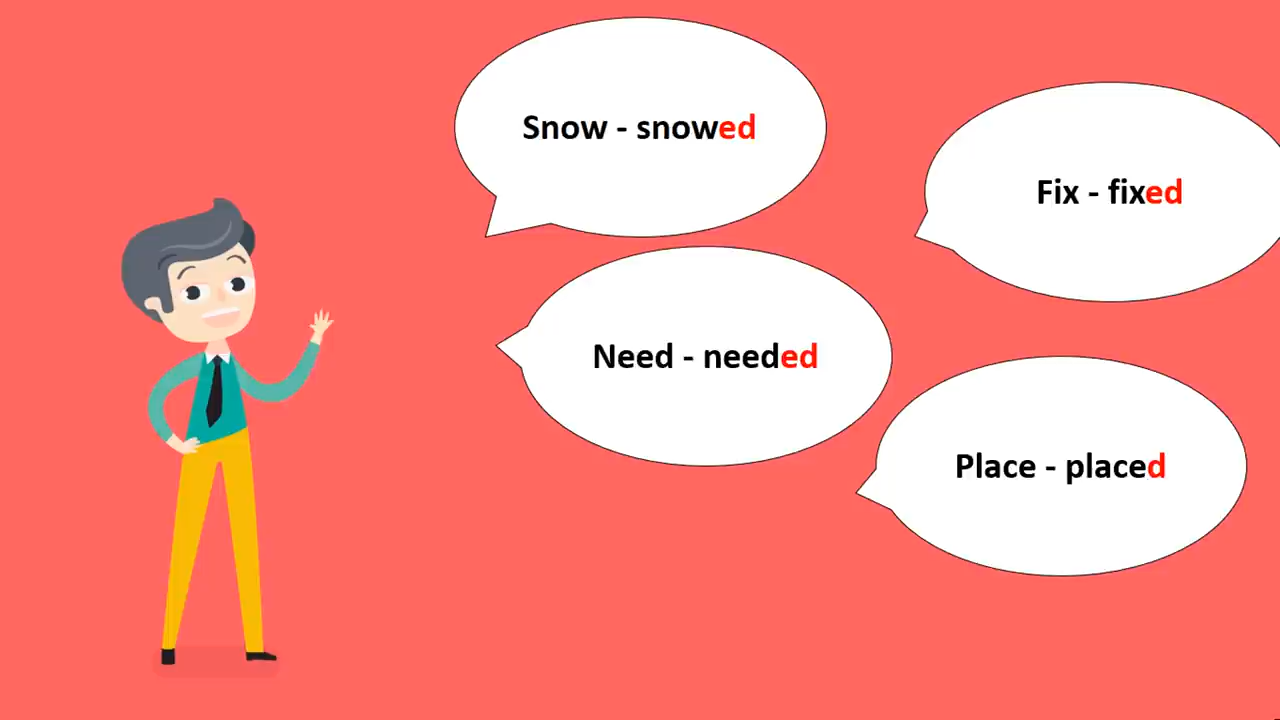 Snow - snowed
Fix - fixed
Need - needed
Place - placed